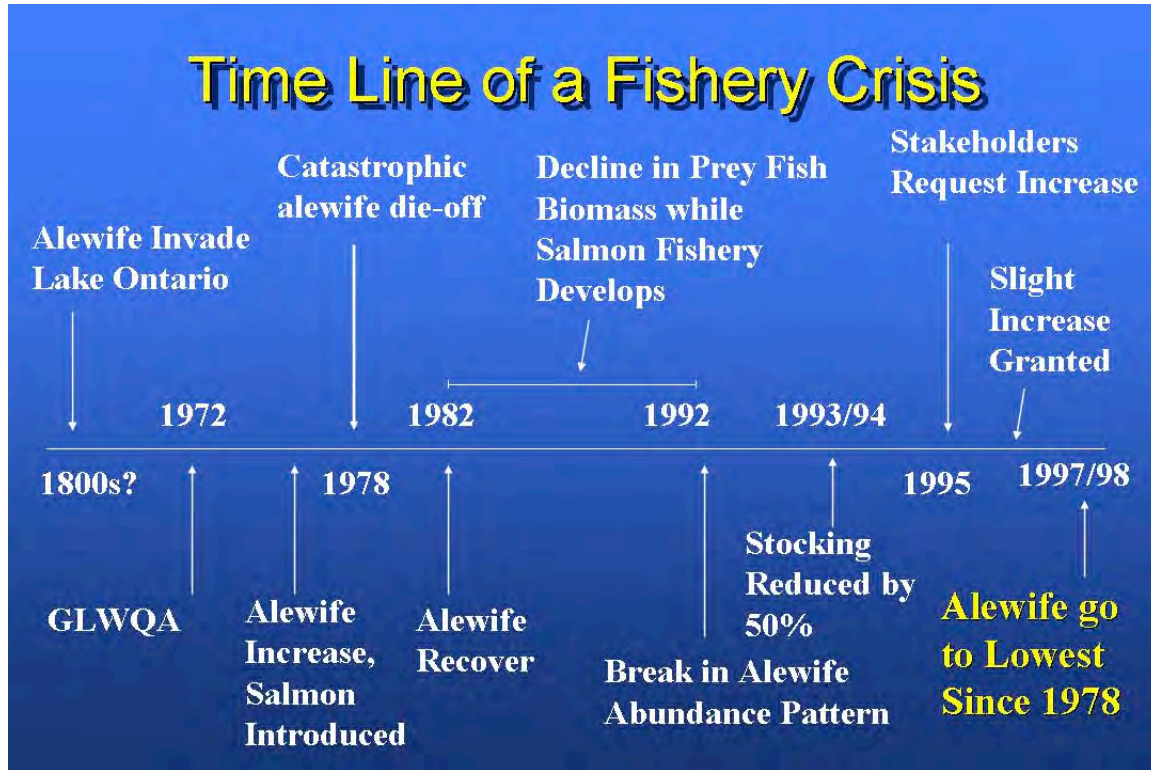 Time Line of a Fishery Crisis
Alewife Invade
Lake Ontario
Catastrophic
alewife die-off
Decline in Prey Fish
Biomass while
Salmon Fishery
Develops
Stakeholders
Request Increase
Slight
Increase
Granted
1972
1982
1992
1993/94
1800s?
1978
1995
1997/98
GLWQA
Alewife
Increase,
Salmon
Introduced
Alewife
Recover
Break in Alewife
Abundance Pattern
Stocking
Reduced by
50%
Alewife go
to Lowest
Since 1978